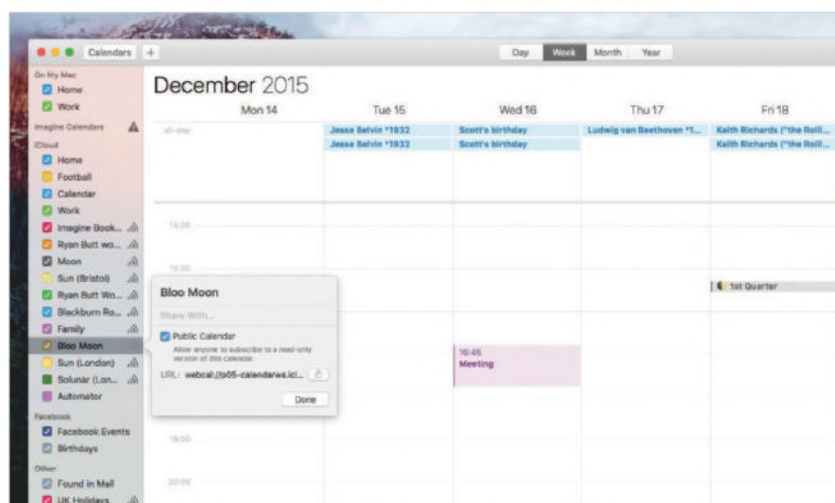 Calendars + Day Week Month Year
December 2015
Mon 14 Tue 15 Wed 16 Thu 17 Fri 18
all-day
Jesse Belvin *1932 Scott's birthday Ludwig van Beethoven *1... Keith Richards ("the Rolli...
Jesse Belvin *1932 Scott's birthday Keith Richards ("the Rolli...
14:00
15:00
1st Quarter
16:45
Meeting
19:00
20:00
On My Mac
Home
Work
Imagine Calendars
iCloud
Home
Football
Calendar
Work
Imagine Book...
Ryan Butt wo...
Moon
Sun (Bristol)
Ryan Butt Wo...
Blackburn Ro...
Family
Bloo Moon
Sun (London)
Solunar (Lon...
Automator
Facebook
Facebook Events
Birthdays
Other
Found in Mail
UK Holidays
Bloo Moon
Share With...
Public Calendar
Allow anyone to subscribe to a read-only
version of this calendar.
URL: webcal://p05-calendarws.icl...
Done